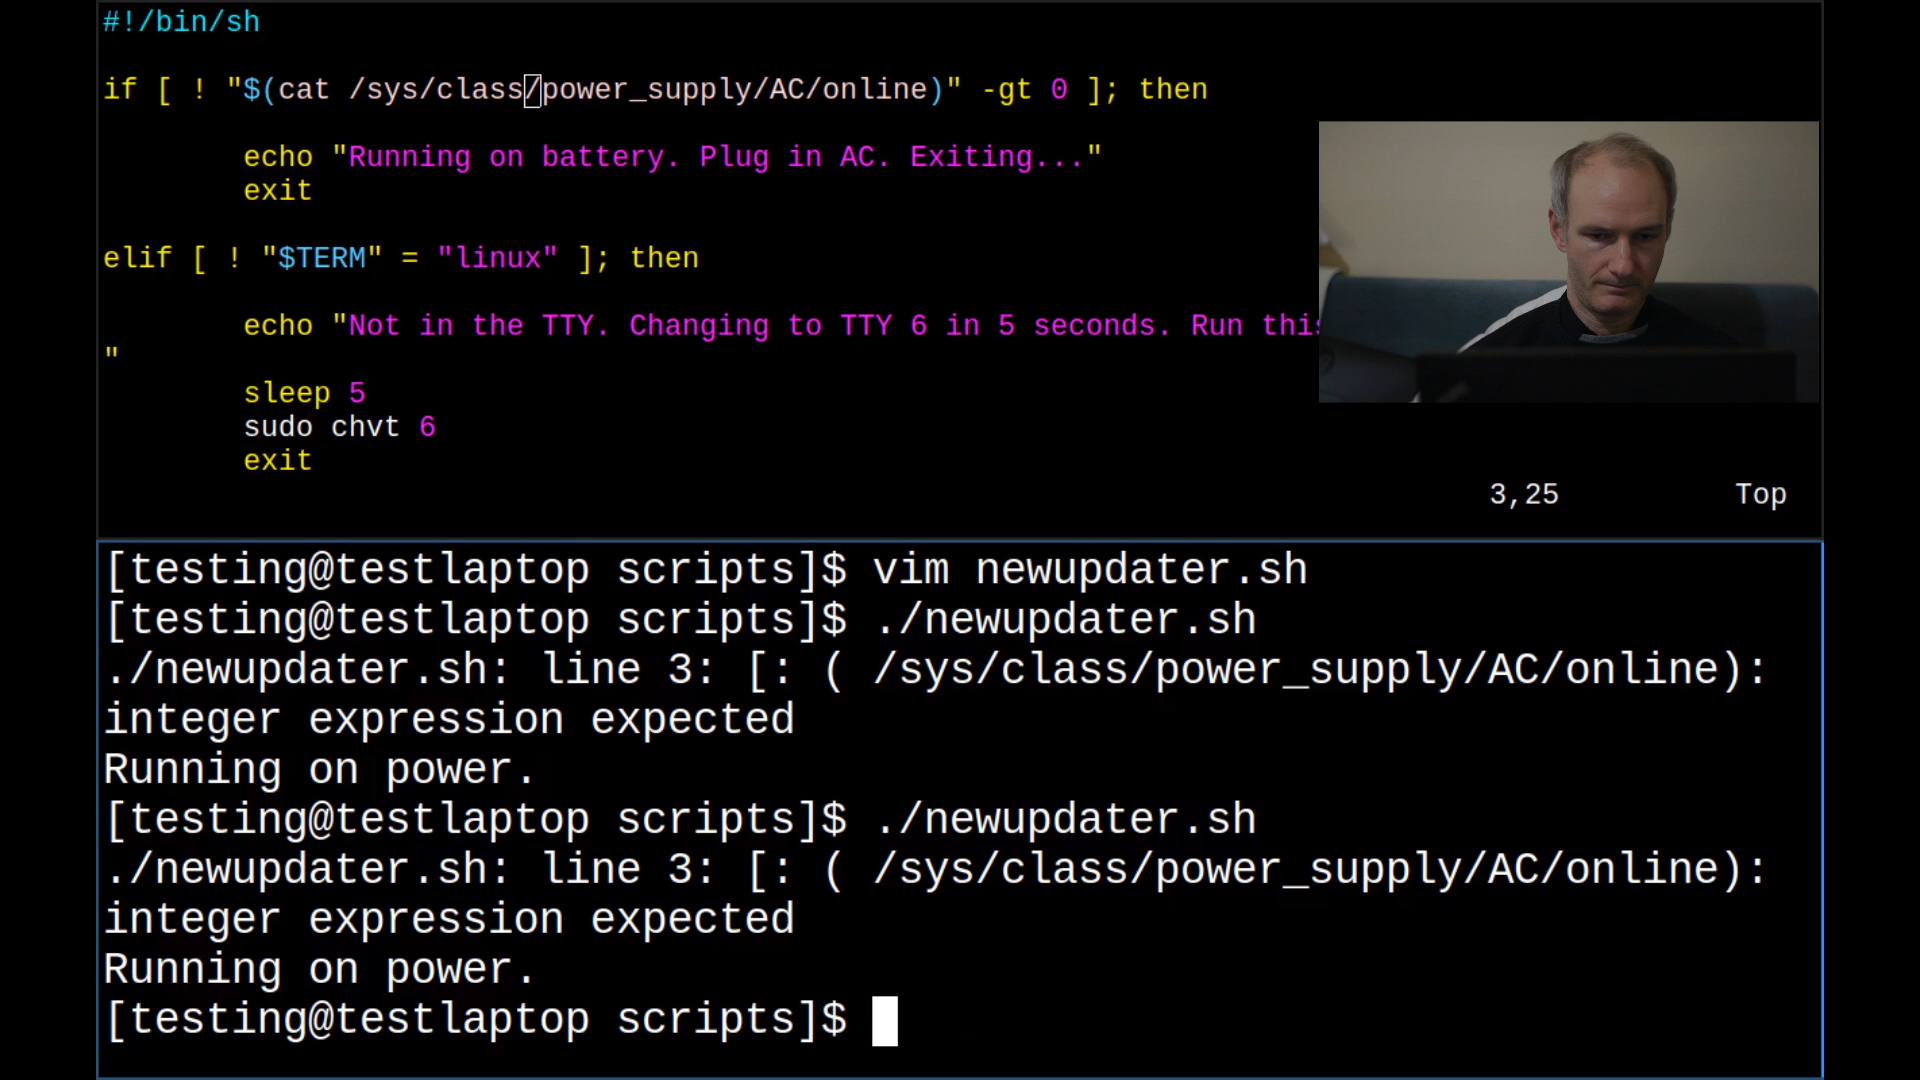 #!/bin/sh
if [ ! "$(cat /sys/class/power_supply/AC/online)" -gt 0 ]; then
echo "Running on battery. Plug in AC. Exiting..."
exit
elif [ ! "$TERM" = "linux" ]; then
echo "Not in the TTY. Changing to TTY 6 in 5 seconds. Run
"
sleep 5
sudo chvt 6
exit
3,25 Top
[testing@testlaptop scripts]$ vim newupdater.sh
[testing@testlaptop scripts]$ ./newupdater.sh
./newupdater.sh: line 3: [: ( /sys/class/power_supply/AC/online):
integer expression expected
Running on power.
[testing@testlaptop scripts]$ ./newupdater.sh
./newupdater.sh: line 3: [: ( /sys/class/power_supply/AC/online):
integer expression expected
Running on power.
[testing@testlaptop scripts]$